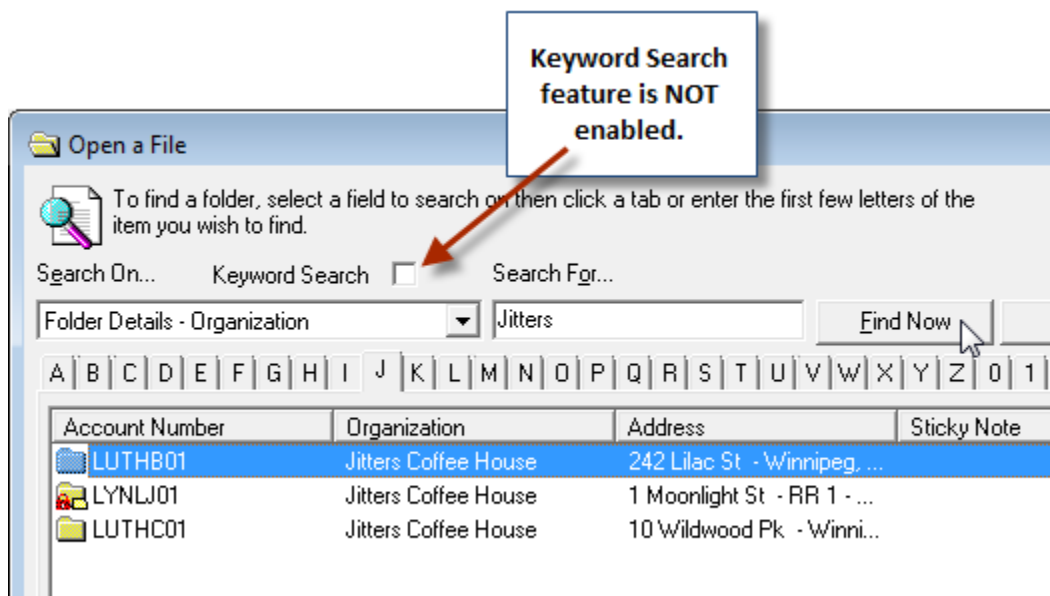 Keyword Search
feature is NOT
enabled.
Open a File
To find a folder, select a field to search on then click a tab or enter the first few letters of the
item you wish to find.
Search On... Keyword Search Search For...
Folder Details - Organization Jitters Find Now
A B C D E F G H I J K L M N O P Q R S T U V W X Y Z 0 1
Account Number Organization Address Sticky Note
LUTHB01 Jitters Coffee House 242 Lilac St - Winnipeg, ...
LYNLJ01 Jitters Coffee House 1 Moonlight St - RR 1 - ...
LUTHC01 Jitters Coffee House 10 Wildwood Pk - Winni...